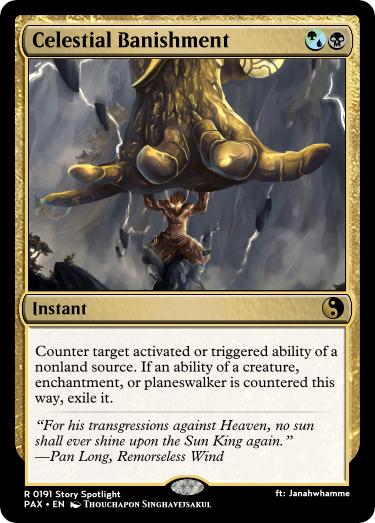 Celestial Banishment
Instant
Counter target activated or triggered ability of a
nonland source. If an ability of a creature,
enchantment, or planeswalker is countered this
way, exile it.
“For his transgressions against Heaven, no sun
shall ever shine upon the Sun King again.”
—Pan Long, Remorseless Wind
R 0191 Story Spotlight
ft: Janahwhamme
PAX • EN Thouchapon Singhavejsakul